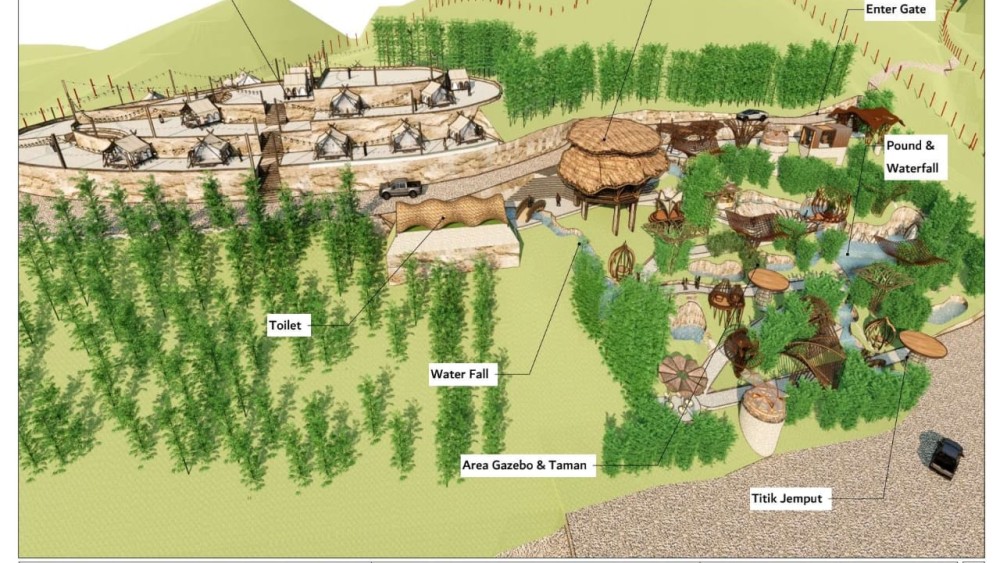 Enter Gate
Pound &
Waterfall
Toilet
Water Fall
Area Gazebo & Taman
Titik Jemput